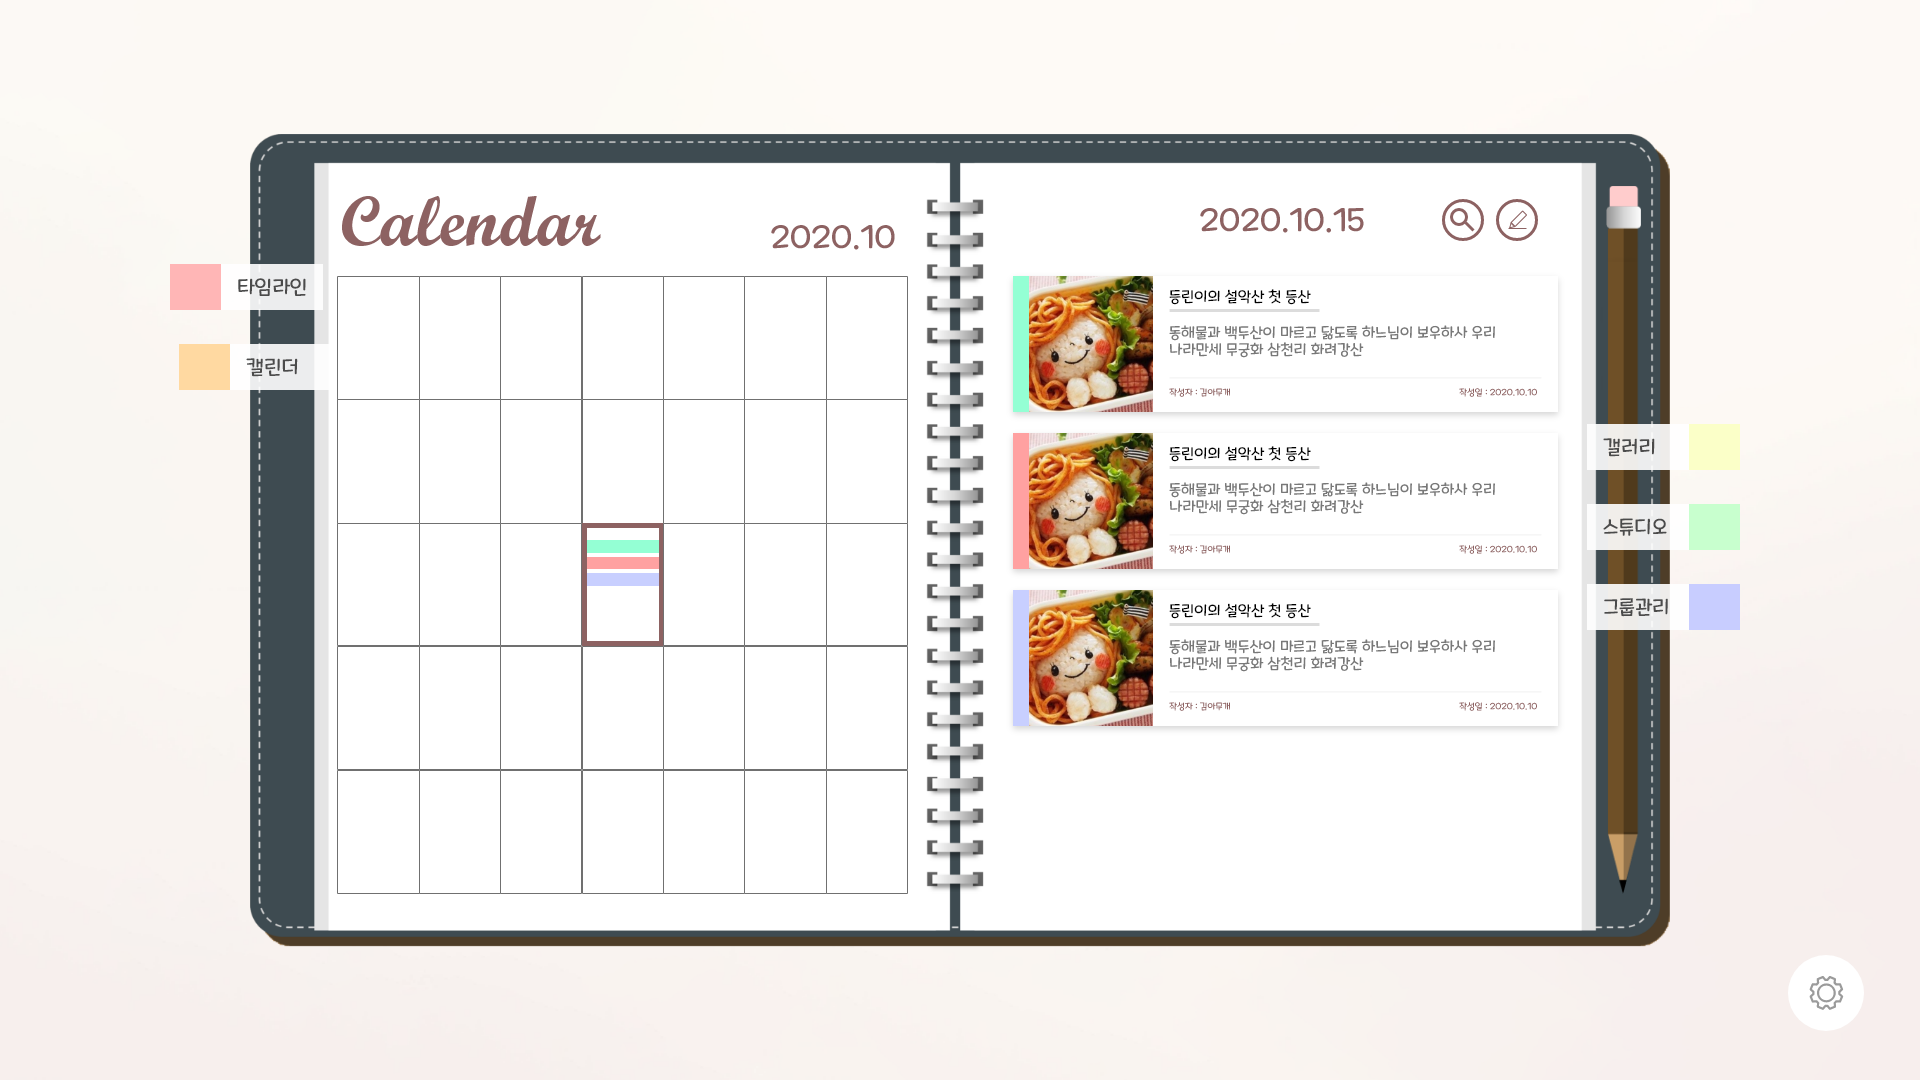 Calendar
2020.10
타임라인
캘린더
2020.10.15
등린이의 설악산 첫 등산
동해물과 백두산이 마르고 닳도록 하느님이 보우하사 우리
나라만세 무궁화 삼천리 화려강산
작성자 : 김아무개
작성일 : 2020.10.10
등린이의 설악산 첫 등산
동해물과 백두산이 마르고 닳도록 하느님이 보우하사 우리
나라만세 무궁화 삼천리 화려강산
작성자 : 김아무개
작성일 : 2020.10.10
등린이의 설악산 첫 등산
동해물과 백두산이 마르고 닳도록 하느님이 보우하사 우리
나라만세 무궁화 삼천리 화려강산
작성자 : 김아무개
작성일 : 2020.10.10
갤러리
스튜디오
그룹관리